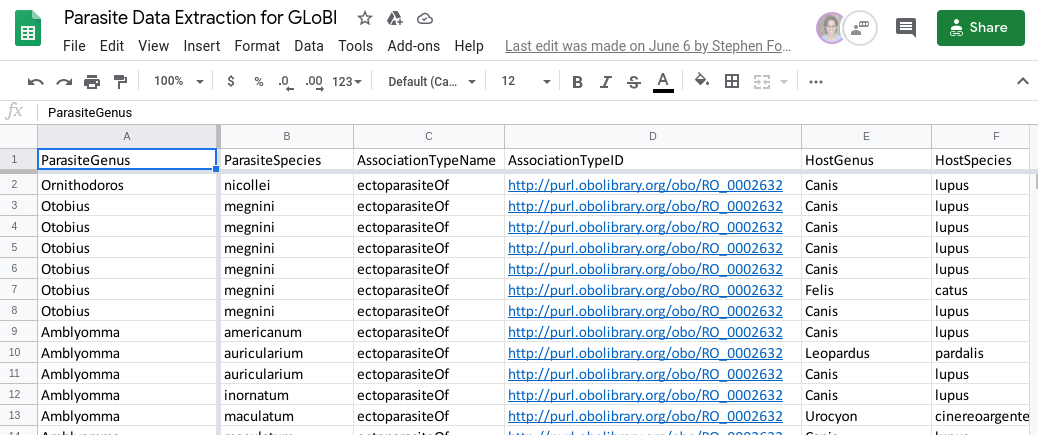 Parasite Data Extraction for GLoBI
File Edit View Insert Format Data Tools Add-ons Help Last edit was made on June 6 by Stephen Fo...
Share
100% $ % .0 .00 123 Default (Ca... 12 B I S A
fx ParasiteGenus
A B C D E F
1 ParasiteGenus ParasiteSpecies AssociationTypeName AssociationTypeID HostGenus HostSpecies
2 Ornithodoros nicollei ectoparasiteOf http://purl.obolibrary.org/obo/RO_0002632 Canis lupus
3 Otobius megnini ectoparasiteOf http://purl.obolibrary.org/obo/RO_0002632 Canis lupus
4 Otobius megnini ectoparasiteOf http://purl.obolibrary.org/obo/RO_0002632 Canis lupus
5 Otobius megnini ectoparasiteOf http://purl.obolibrary.org/obo/RO_0002632 Canis lupus
6 Otobius megnini ectoparasiteOf http://purl.obolibrary.org/obo/RO_0002632 Canis lupus
7 Otobius megnini ectoparasiteOf http://purl.obolibrary.org/obo/RO_0002632 Felis catus
8 Otobius megnini ectoparasiteOf http://purl.obolibrary.org/obo/RO_0002632 Canis lupus
9 Amblyomma americanum ectoparasiteOf http://purl.obolibrary.org/obo/RO_0002632 Canis lupus
10 Amblyomma auricularium ectoparasiteOf http://purl.obolibrary.org/obo/RO_0002632 Leopardus pardalis
11 Amblyomma auricularium ectoparasiteOf http://purl.obolibrary.org/obo/RO_0002632 Canis lupus
12 Amblyomma inornatum ectoparasiteOf http://purl.obolibrary.org/obo/RO_0002632 Canis lupus
13 Amblyomma maculatum ectoparasiteOf http://purl.obolibrary.org/obo/RO_0002632 Urocyon cinereoargente